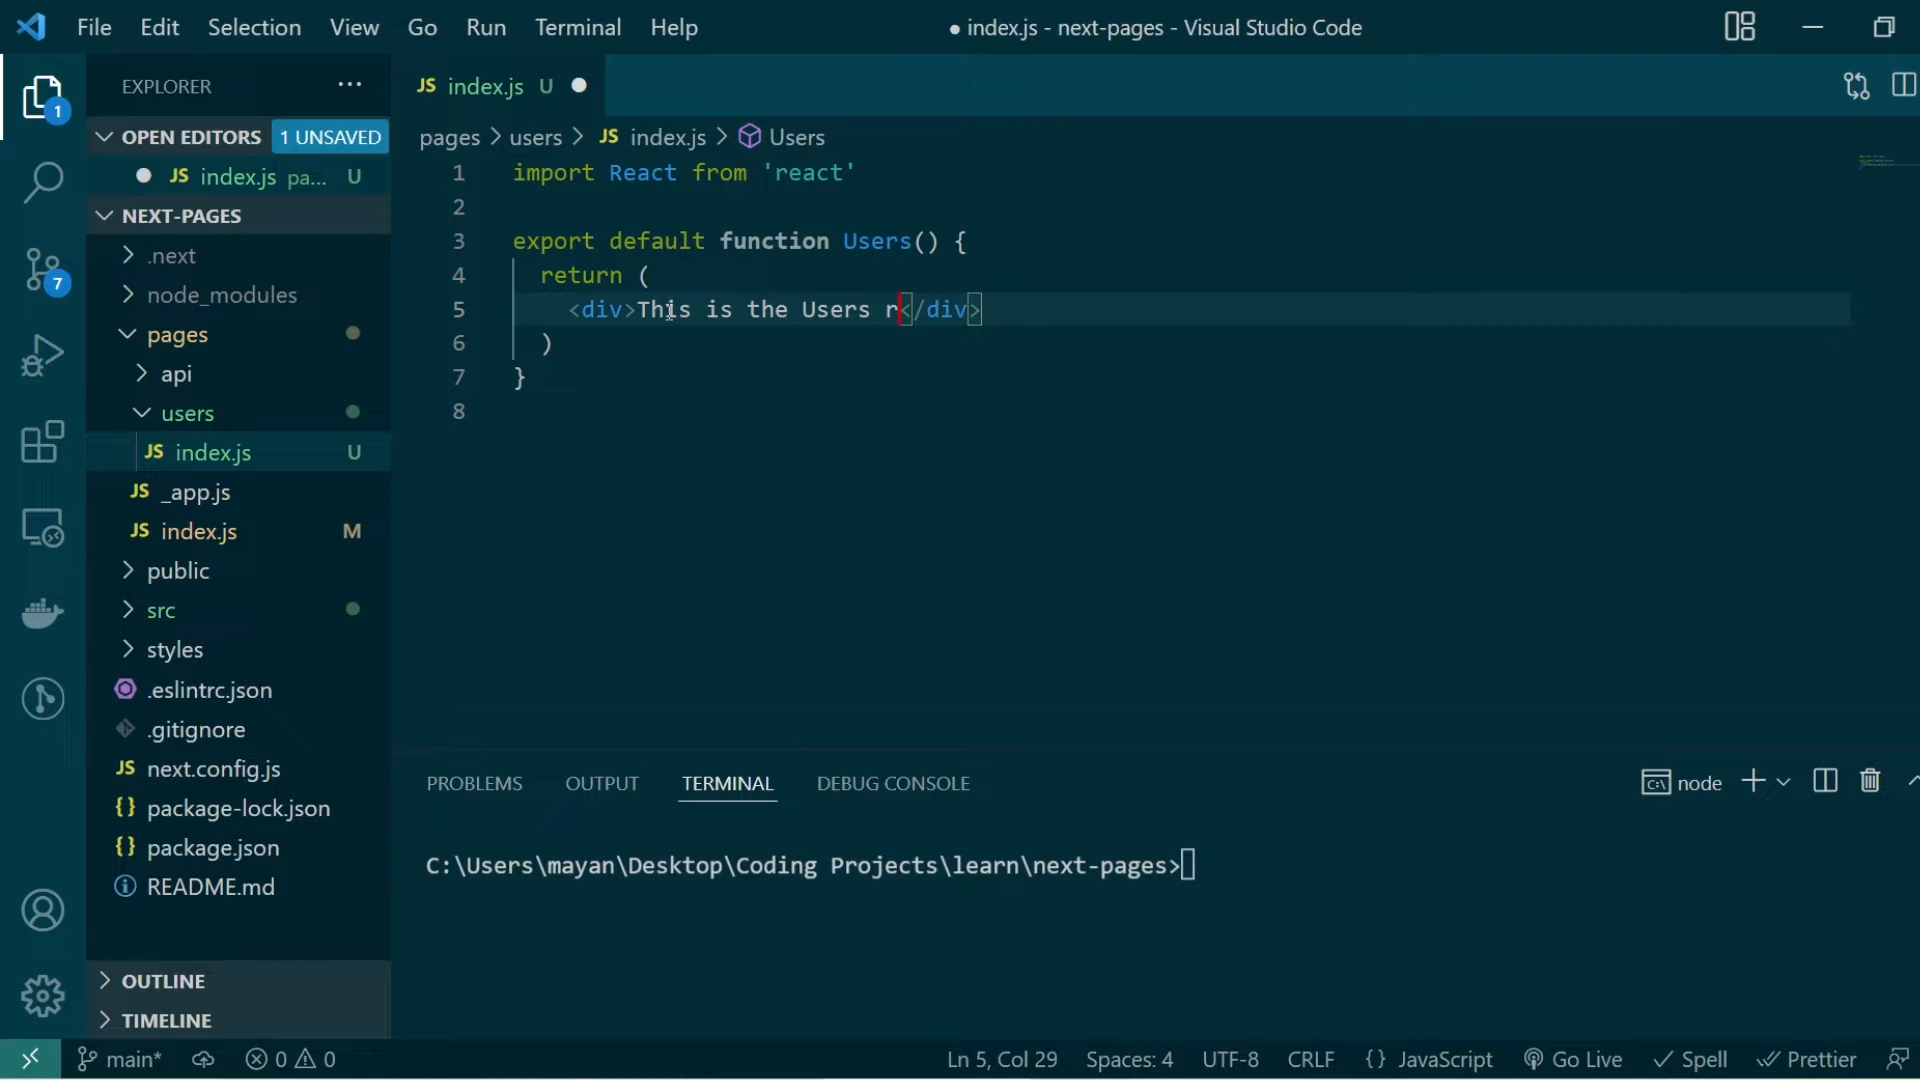 File Edit Selection View Go Run Terminal Help
● index.js - next-pages - Visual Studio Code
EXPLORER
OPEN EDITORS 1 UNSAVED
JS index.js pa... U
NEXT-PAGES
.next
node_modules
pages
api
users
JS index.js U
JS _app.js
JS index.js M
public
src
styles
.eslintrc.json
.gitignore
JS next.config.js
{} package-lock.json
{} package.json
README.md
OUTLINE
TIMELINE
1
7
JS index.js U
pages > users > JS index.js > Users
1 import React from 'react'
2
3 export default function Users() {
4 return (
5 <div>This is the Users r</div>
6 )
7 }
8
PROBLEMS OUTPUT TERMINAL DEBUG CONSOLE
node
C:\Users\mayan\Desktop\Coding Projects\learn\next-pages>
main* 0 0 Ln 5, Col 29 Spaces: 4 UTF-8 CRLF {} JavaScript Go Live Spell Prettier